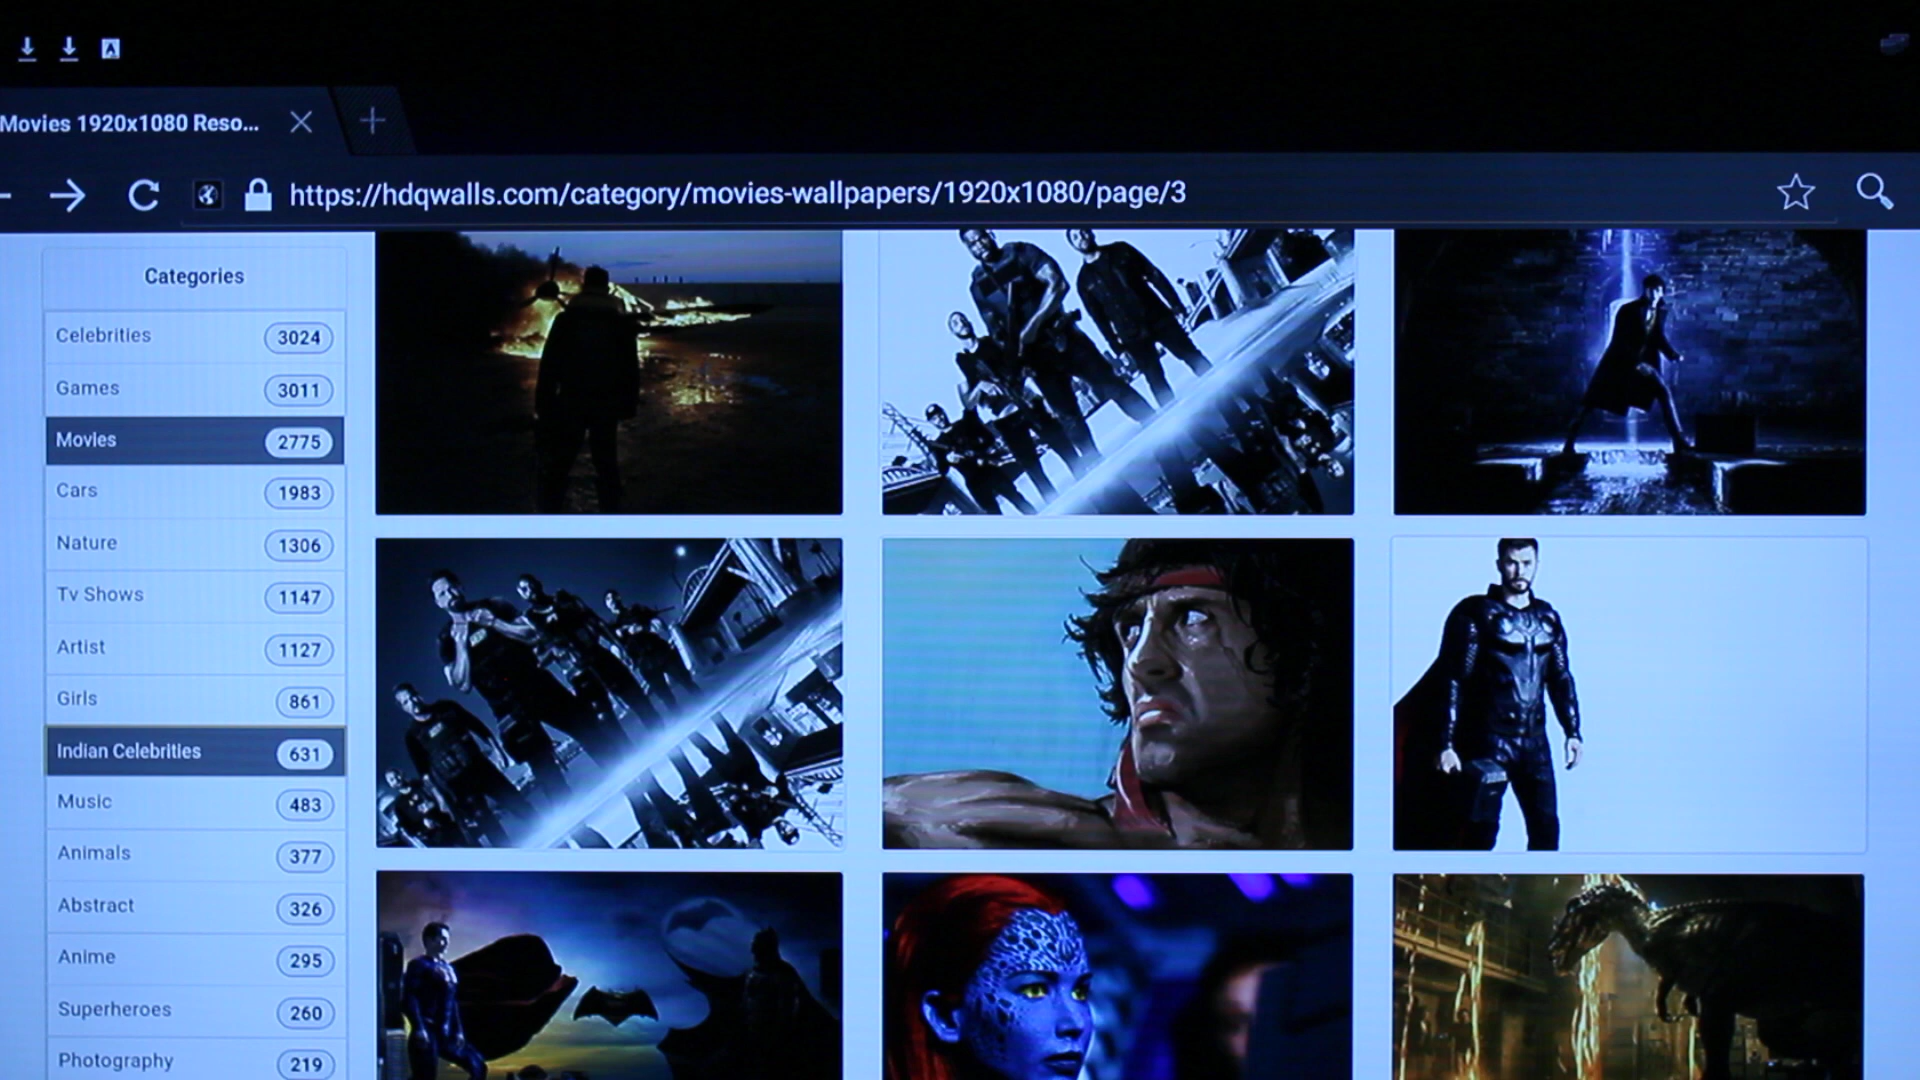 Movies 1920x1080 Reso...
https://hdqwalls.com/category/movies-wallpapers/1920x1080/page/3
Categories
Celebrities 3024
Games 3011
Movies 2775
Cars 1983
Nature 1306
Tv Shows 1147
Artist 1127
Girls 861
Indian Celebrities 631
Music 483
Animals 377
Abstract 326
Anime 295
Superheroes 260
Photography 219